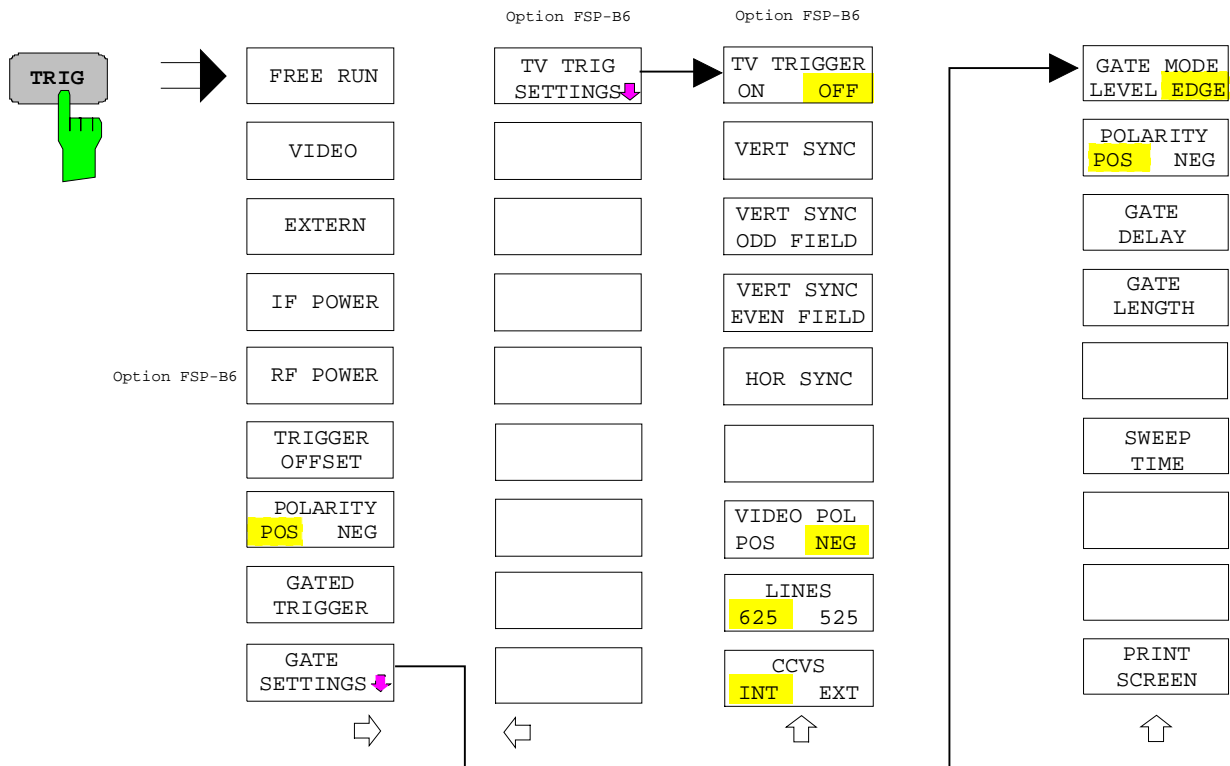 Option FSP-B6
Option FSP-B6
TRIG
FREE RUN
VIDEO
EXTERN
IF POWER
Option FSP-B6
RF POWER
TRIGGER
OFFSET
POLARITY
POS NEG
GATED
TRIGGER
GATE
SETTINGS
TV TRIG
SETTINGS
TV TRIGGER
ON OFF
VERT SYNC
VERT SYNC
ODD FIELD
VERT SYNC
EVEN FIELD
HOR SYNC
VIDEO POL
POS NEG
LINES
625 525
CCVS
INT EXT
GATE MODE
LEVEL EDGE
POLARITY
POS NEG
GATE
DELAY
GATE
LENGTH
SWEEP
TIME
PRINT
SCREEN